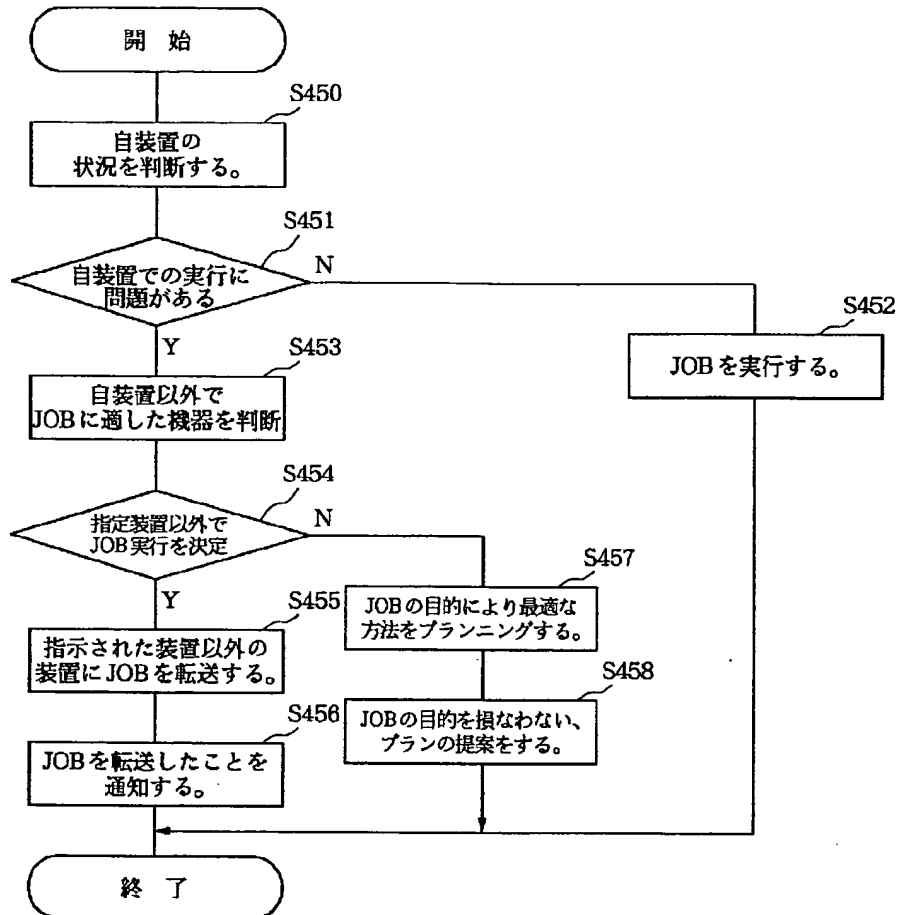 開 始
S450
自装置の
状況を判断する。
S451
自装置での実行に
問題がある
N
Y
S452
JOBを実行する。
S453
自装置以外で
JOBに適した機器を判断
S454
指定装置以外で
JOB実行を決定
N
Y
S455
指示された装置以外の
装置にJOBを転送する。
S457
JOBの目的により最適な
方法をプランニングする。
S456
JOBを転送したことを
通知する。
S458
JOBの目的を損なわない、
プランの提案をする。
終 了